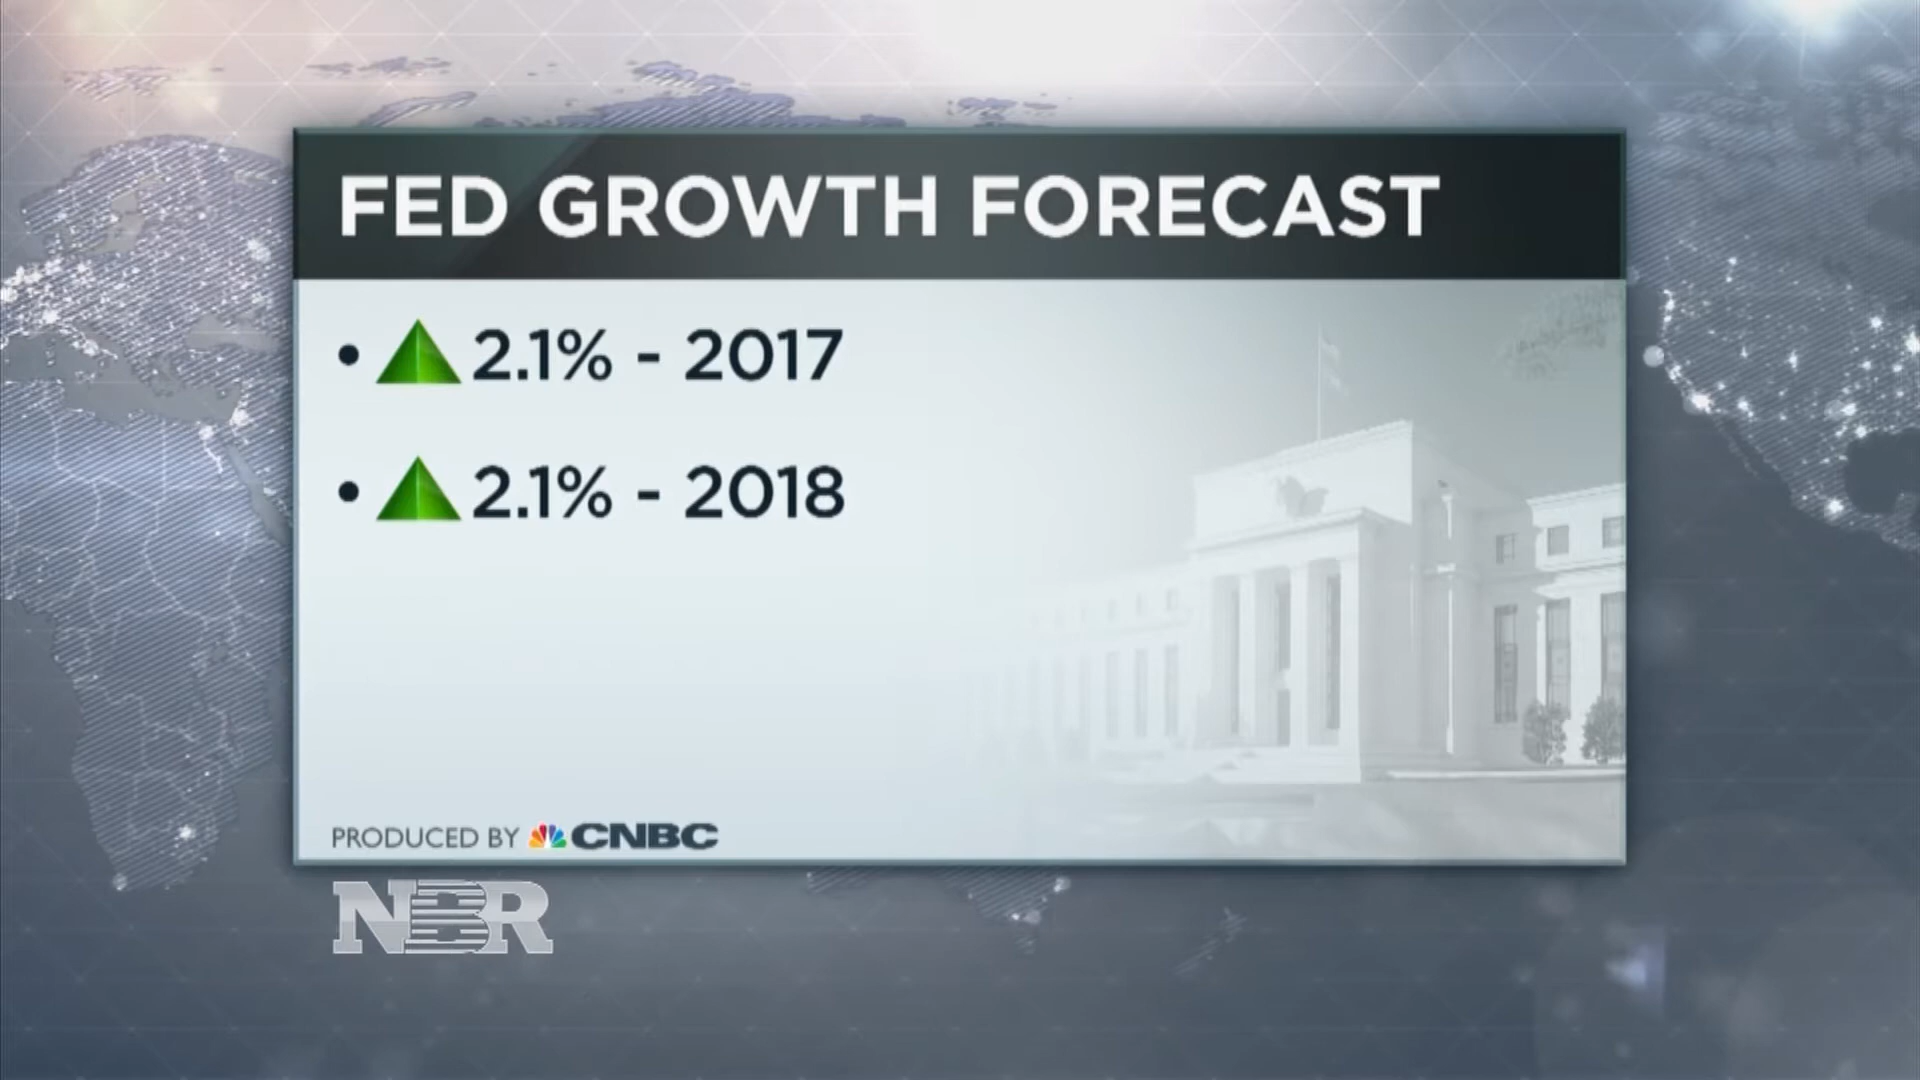 FED GROWTH FORECAST
• 2.1% - 2017
• 2.1% - 2018
PRODUCED BY CNBC
NBR